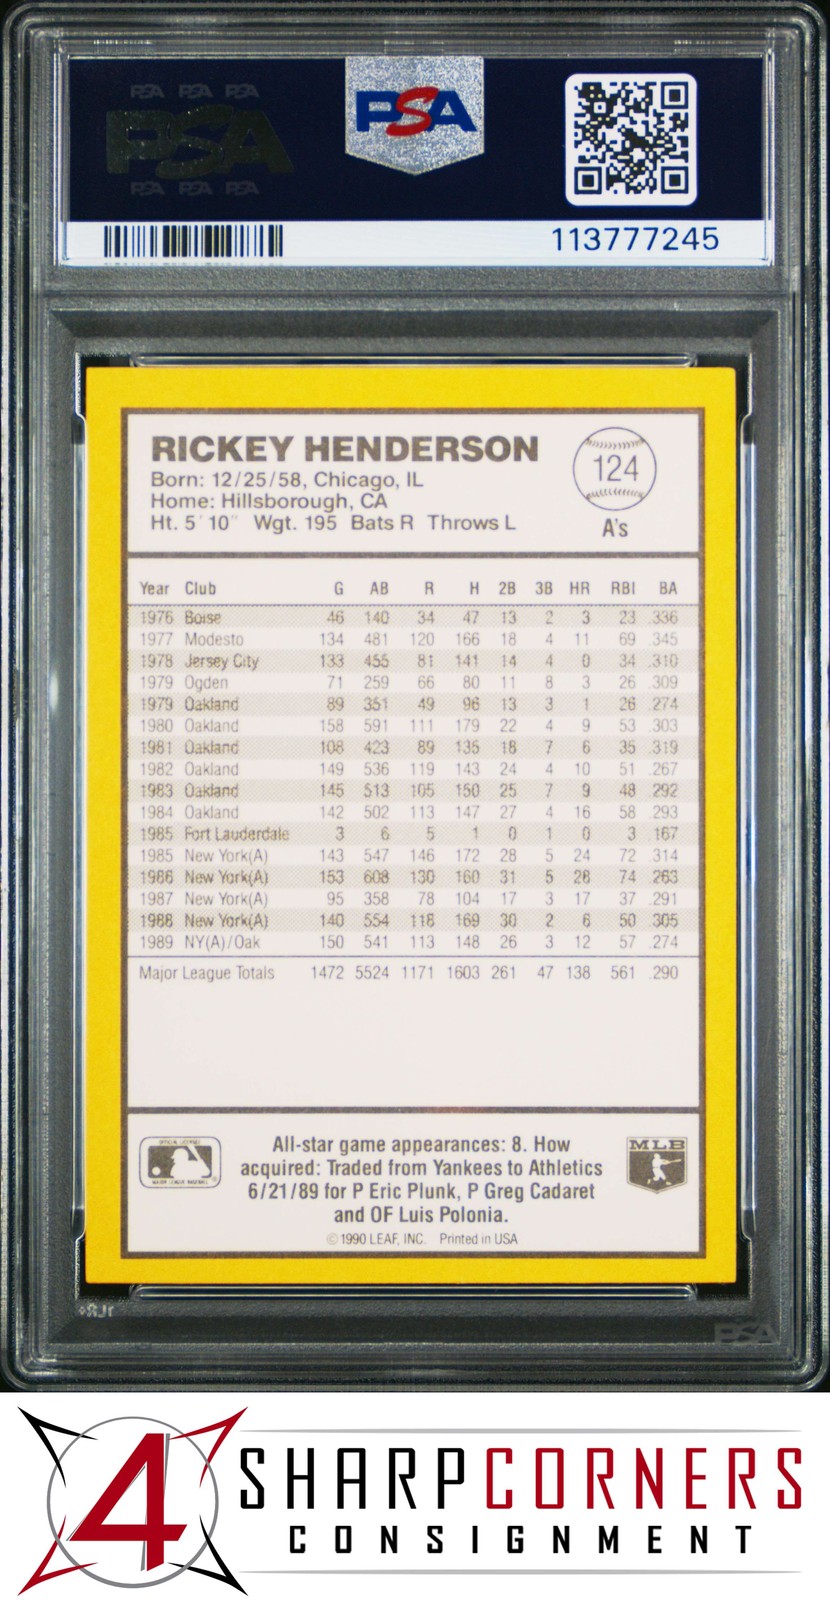 PSA PSA PSA
PSA
PSA PSA PSA
PSA
113777245
RICKEY HENDERSON
Born: 12/25/58, Chicago, IL
Home: Hillsborough, CA
Ht. 5'10" Wgt. 195 Bats R Throws L
124
A's
Year Club G AB R H 2B 3B HR RBI BA
1976 Boise 46 140 34 47 13 2 3 23 .336
1977 Modesto 134 481 120 166 18 4 11 69 .345
1978 Jersey City 133 455 81 141 14 4 0 34 .310
1979 Ogden 71 259 66 80 11 8 3 26 .309
1979 Oakland 89 351 49 96 13 3 1 26 .274
1980 Oakland 158 591 111 179 22 4 9 53 .303
1981 Oakland 108 423 89 135 18 7 6 35 .319
1982 Oakland 149 536 119 143 24 4 10 51 .267
1983 Oakland 145 513 105 150 25 7 9 48 .292
1984 Oakland 142 502 113 147 27 4 16 58 .293
1985 Fort Lauderdale 3 6 5 1 0 1 0 3 .167
1985 New York(A) 143 547 146 172 28 5 24 72 .314
1986 New York(A) 153 608 130 160 31 5 28 74 .263
1987 New York(A) 95 358 78 104 17 3 17 37 .291
1988 New York(A) 140 554 118 169 30 2 6 50 .305
1989 NY(A)/Oak 150 541 113 148 26 3 12 57 .274
Major League Totals 1472 5524 1171 1603 261 47 138 561 .290
All-star game appearances: 8. How
acquired: Traded from Yankees to Athletics
6/21/89 for P Eric Plunk, P Greg Cadaret
and OF Luis Polonia.
© 1990 LEAF, INC. Printed in USA
MLB
PSA
4
SHARPCORNERS
CONSIGNMENT